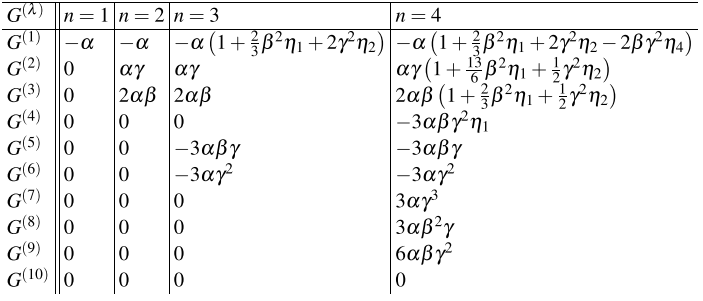 G^(λ) n = 1 n = 2 n = 3 n = 4
G^(1) −α −α −α(1 + 2/3 β²η₁ + 2γ²η₂) −α(1 + 2/3 β²η₁ + 2γ²η₂ − 2βγ²η₄)
G^(2) 0 αγ αγ αγ(1 + 13/6 β²η₁ + 1/2 γ²η₂)
G^(3) 0 2αβ 2αβ 2αβ(1 + 2/3 β²η₁ + 1/2 γ²η₂)
G^(4) 0 0 0 −3αβγ²η₁
G^(5) 0 0 −3αβγ −3αβγ
G^(6) 0 0 −3αγ² −3αγ²
G^(7) 0 0 0 3αγ³
G^(8) 0 0 0 3αβ²γ
G^(9) 0 0 0 6αβγ²
G^(10) 0 0 0 0